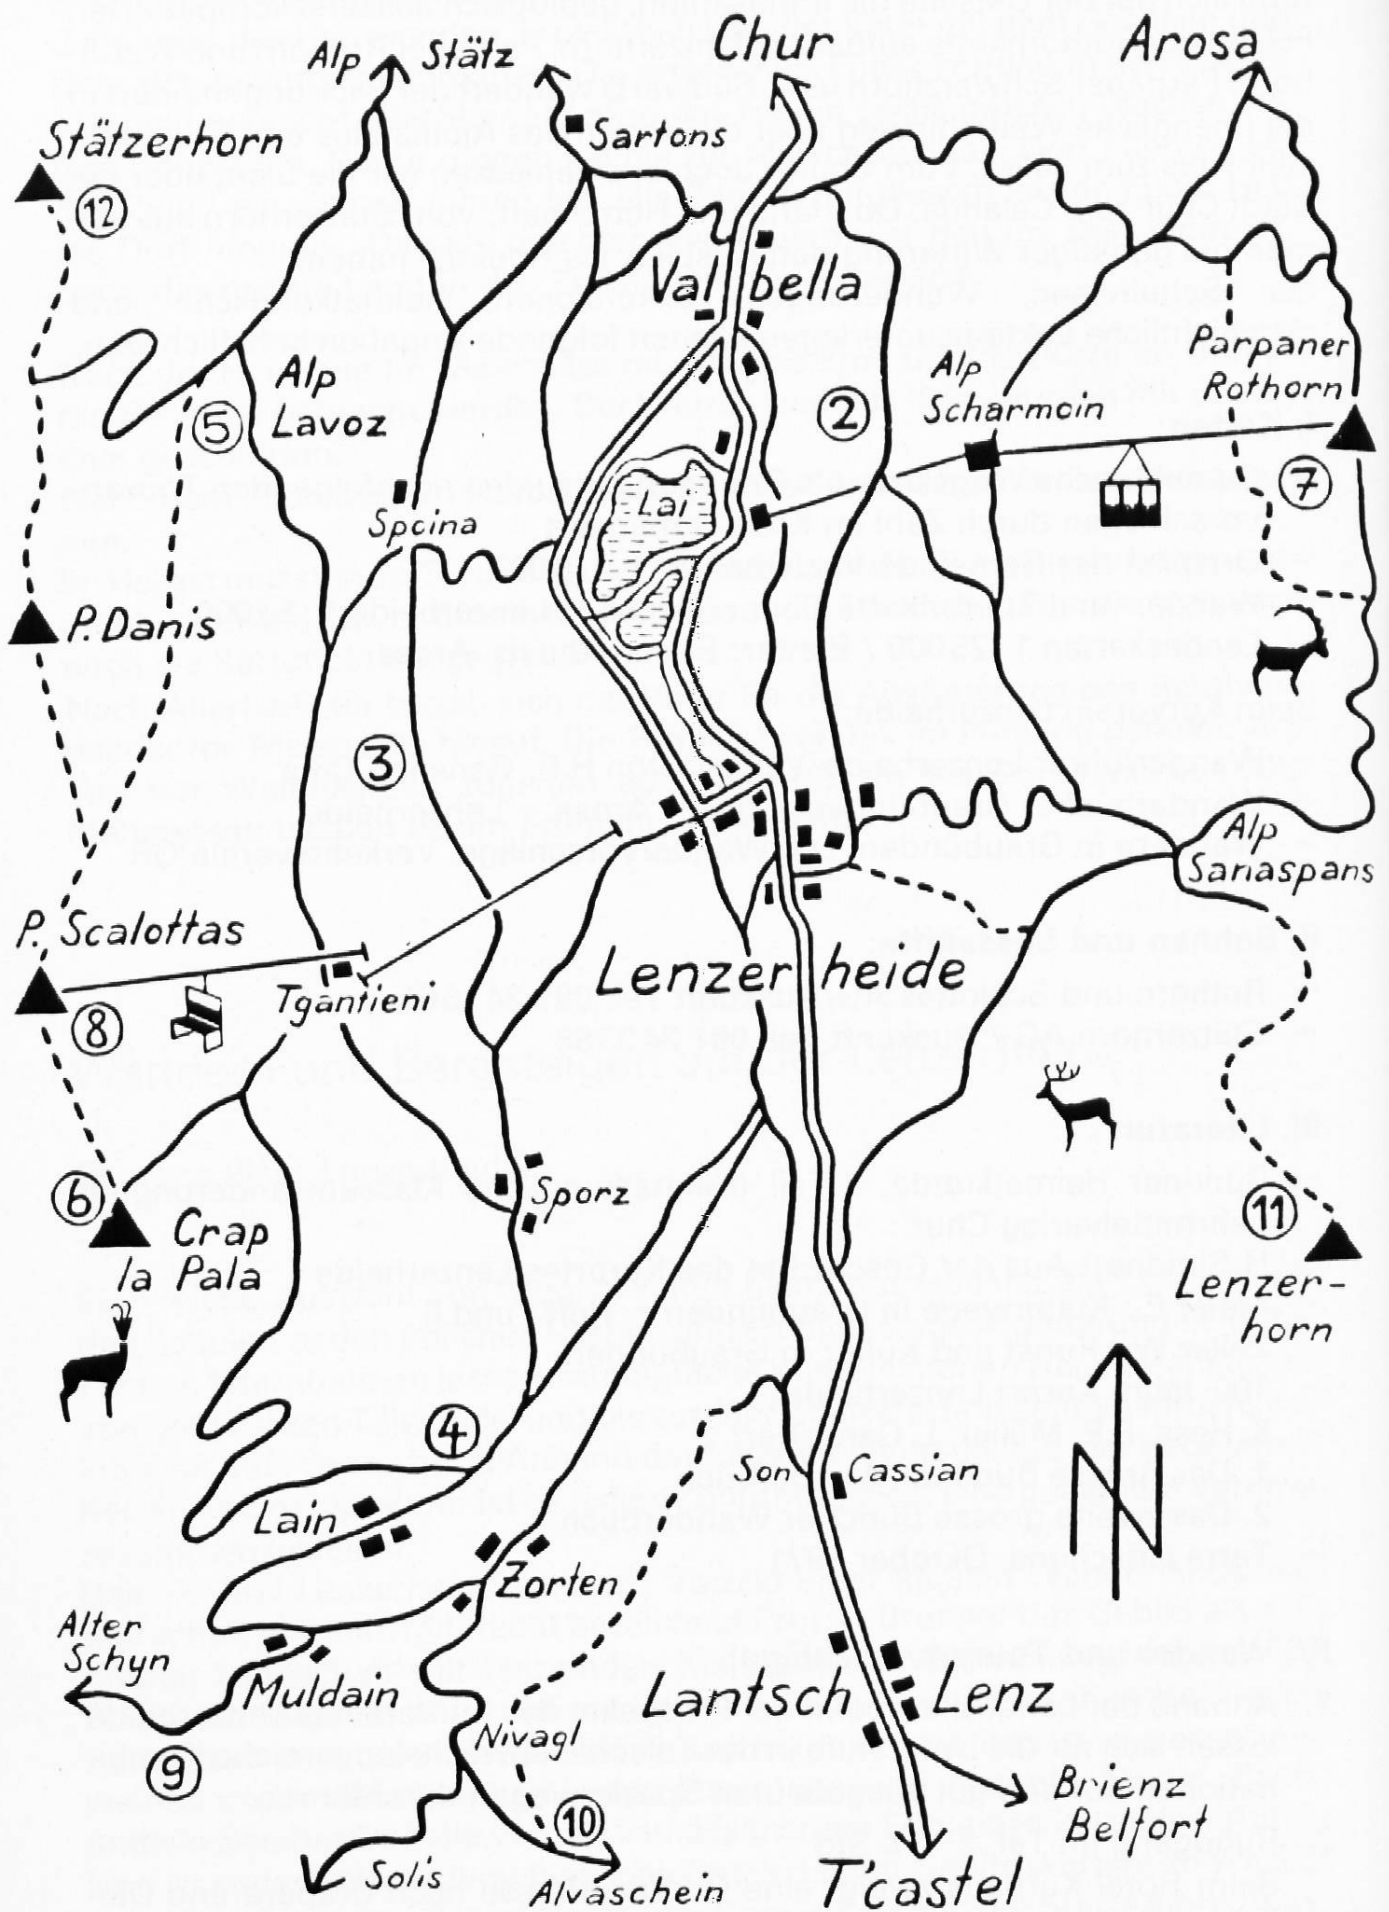 Chur
Arosa
Alp Stätz
Sartons
Stätzerhorn
12
Valbella
Parpaner
Rothorn
Alp
Scharmoin
Alp
Lavoz
5
2
7
Lai
Spoina
P. Danis
3
Alp
Sanaspans
P. Scalottas
Lenzerheide
Tgantieni
8
6
Sporz
11
Crap
la Pala
Lenzer-
horn
4
N
Son Cassian
Lain
Zorten
Alter
Schyn
Muldain
Lantsch Lenz
Nivagl
9
Brienz
Belfort
10
Solis
Alvaschein
T'castel